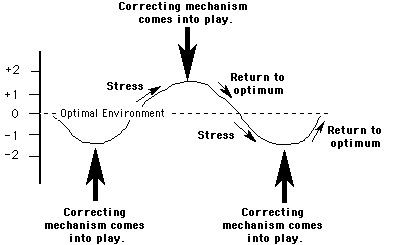 Correcting mechanism
comes into play.
+2
+1
0
-1
-2
Stress
Return to
optimum
Optimal Environment
Stress
Return to
optimum
Correcting
mechanism comes
into play.
Correcting
mechanism comes
into play.